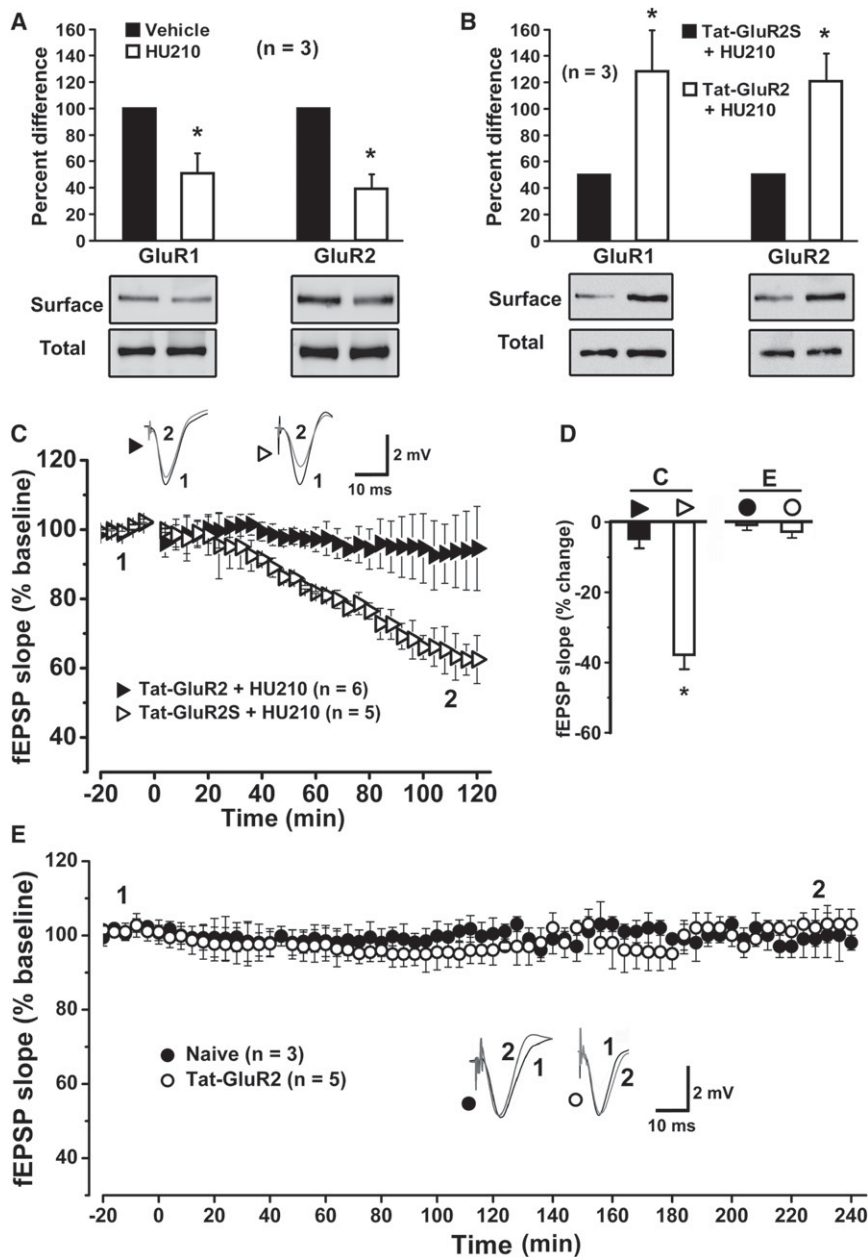 A
160
140
120
100
80
60
40
20
0
Percent difference
Vehicle
HU210
(n = 3)
*
*
GluR1
GluR2
Surface
Total
B
160
140
120
100
80
60
40
20
0
Percent difference
(n = 3)
*
*
Tat-GluR2S
+ HU210
Tat-GluR2
+ HU210
GluR1
GluR2
Surface
Total
C
120
100
80
60
40
fEPSP slope (% baseline)
2
1
2
1
2 mV
10 ms
1
2
Tat-GluR2 + HU210 (n = 6)
Tat-GluR2S + HU210 (n = 5)
-20 0 20 40 60 80 100 120
Time (min)
D
C
E
0
-20
-40
-60
fEPSP slope (% change)
*
E
120
100
80
60
40
fEPSP slope (% baseline)
1
2
Naive (n = 3)
Tat-GluR2 (n = 5)
2
1
1
2
2 mV
10 ms
-20 0 20 40 60 80 100 120 140 160 180 200 220 240
Time (min)